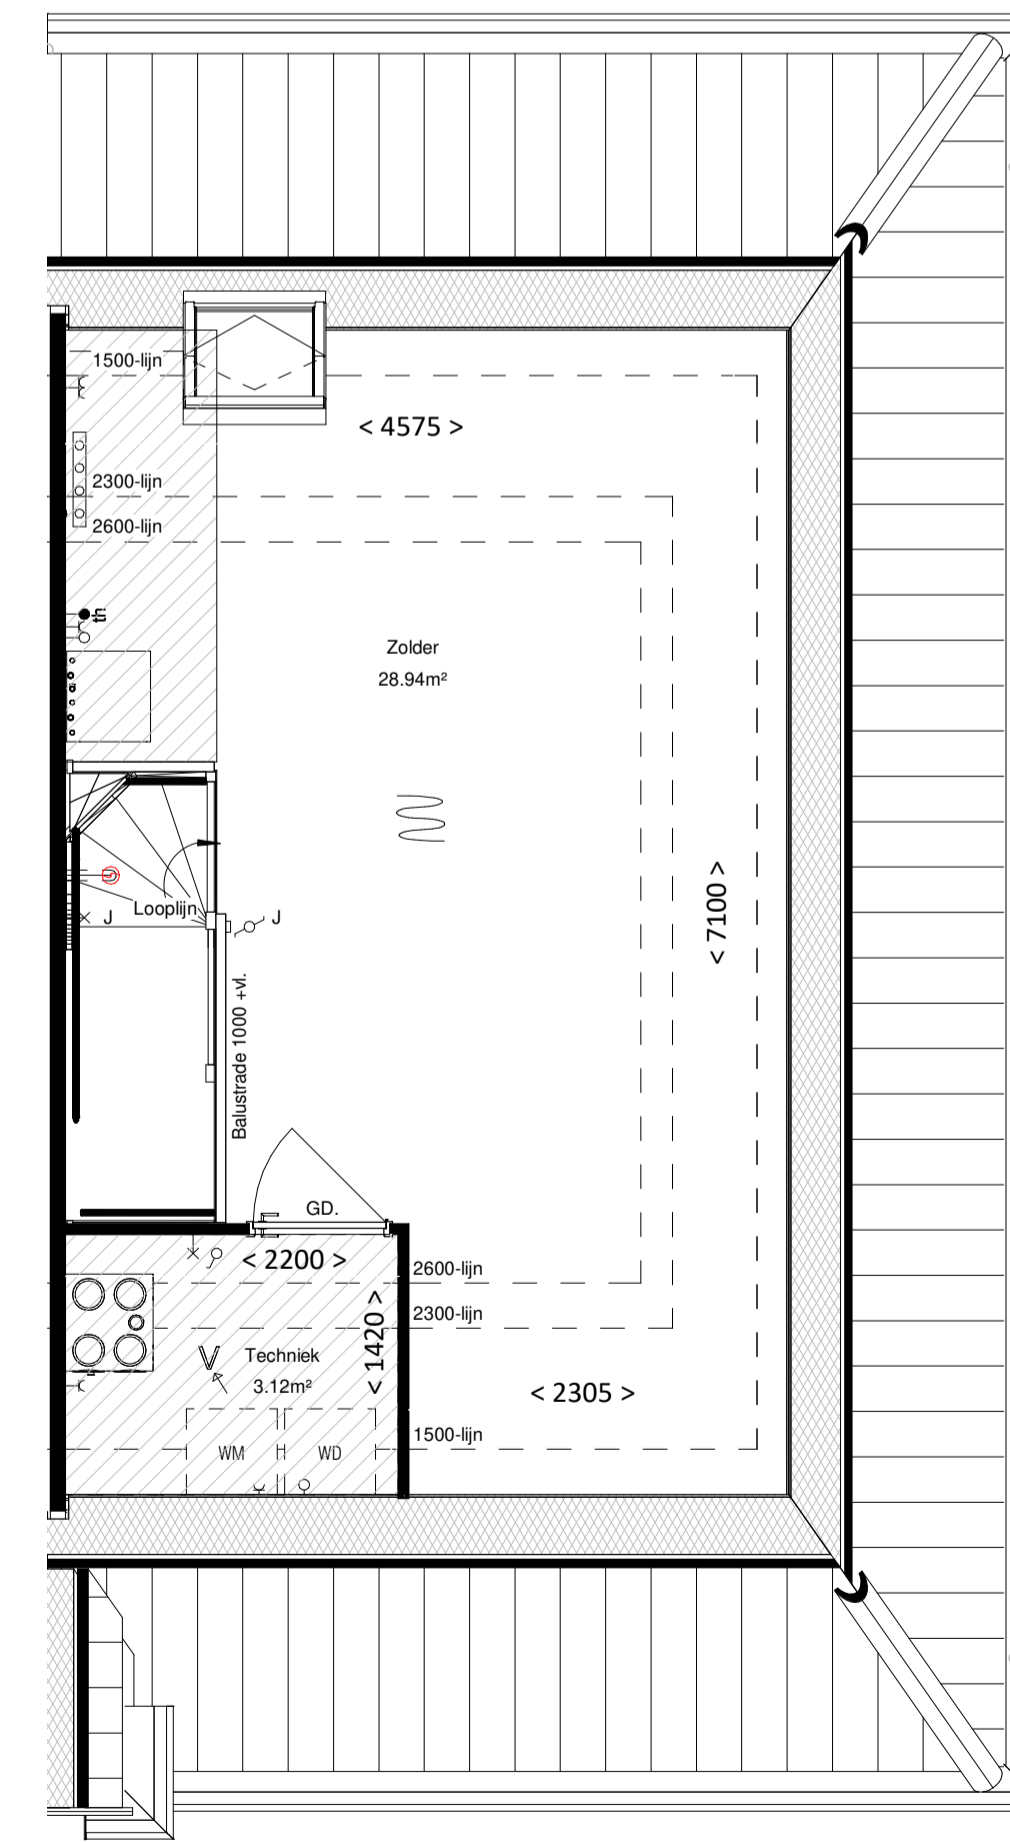 1500-lijn
< 4575 >
2300-lijn
2600-lijn
th
Zolder
28.94m²
< 7100 >
Looplijn
J
J
Balustrade 1000 +vl.
GD.
< 2200 >
2600-lijn
2300-lijn
< 1420 >
Techniek
3.12m²
< 2305 >
1500-lijn
WM
WD